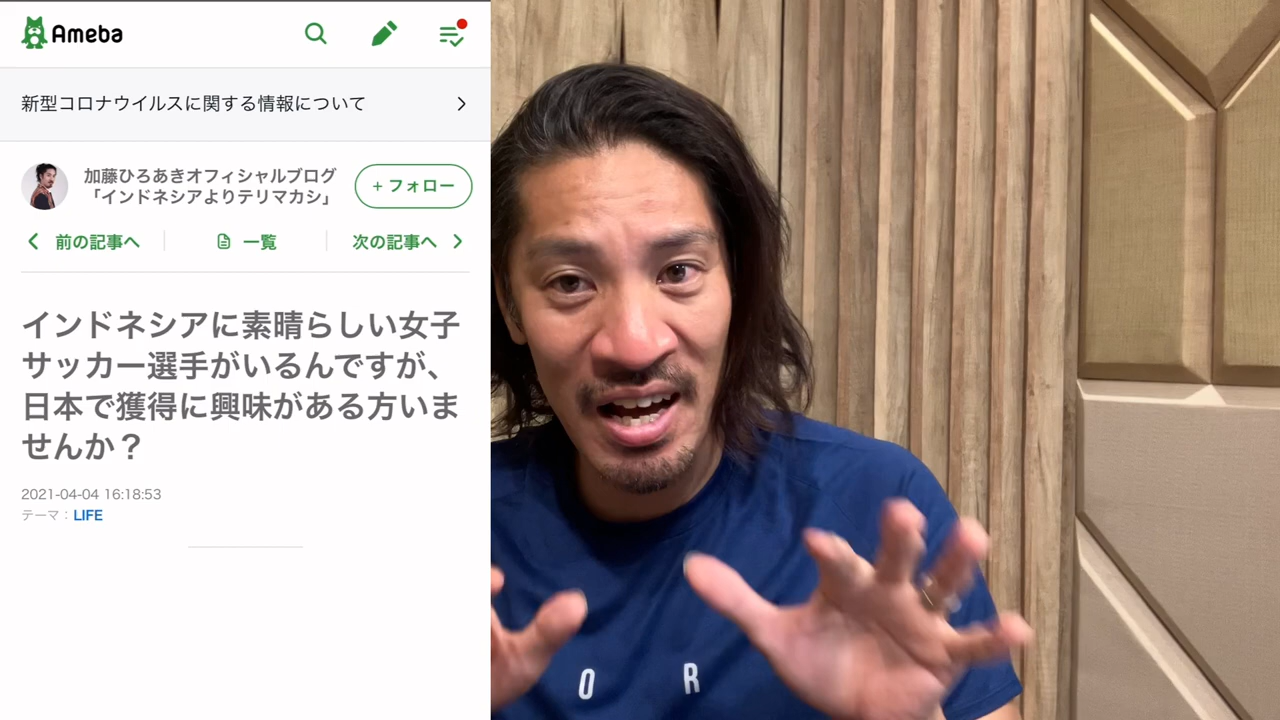 Ameba
新型コロナウイルスに関する情報について
加藤ひろあきオフィシャルブログ
「インドネシアよりテリマカシ」
+ フォロー
前の記事へ
一覧
次の記事へ
インドネシアに素晴らしい女子
サッカー選手がいるんですが、
日本で獲得に興味がある方いま
せんか？
2021-04-04 16:18:53
テーマ：LIFE
O R